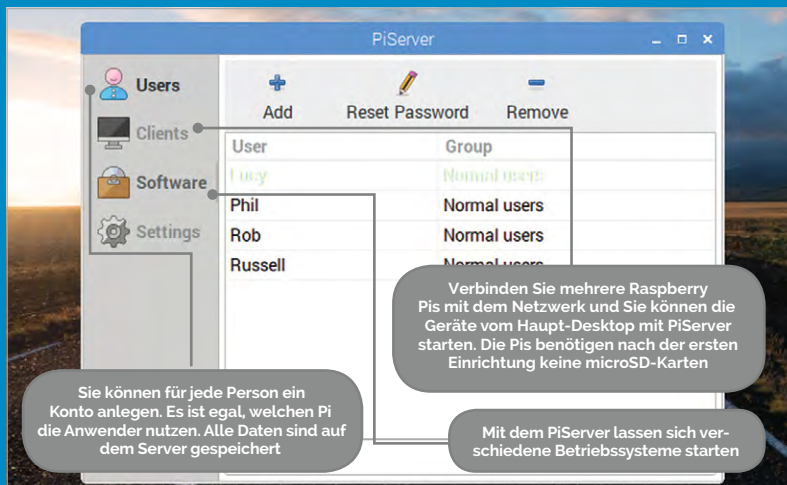 PiServer
Users
Clients
Software
Settings
Add
Reset Password
Remove
User
Group
Lucy
Normal users
Phil
Normal users
Rob
Normal users
Russell
Normal users
Verbinden Sie mehrere Raspberry
Pis mit dem Netzwerk und Sie können die
Geräte vom Haupt-Desktop mit PiServer
starten. Die Pis benötigen nach der ersten
Einrichtung keine microSD-Karten
Sie können für jede Person ein
Konto anlegen. Es ist egal, welchen Pi
die Anwender nutzen. Alle Daten sind auf
dem Server gespeichert
Mit dem PiServer lassen sich ver-
schiedene Betriebssysteme starten